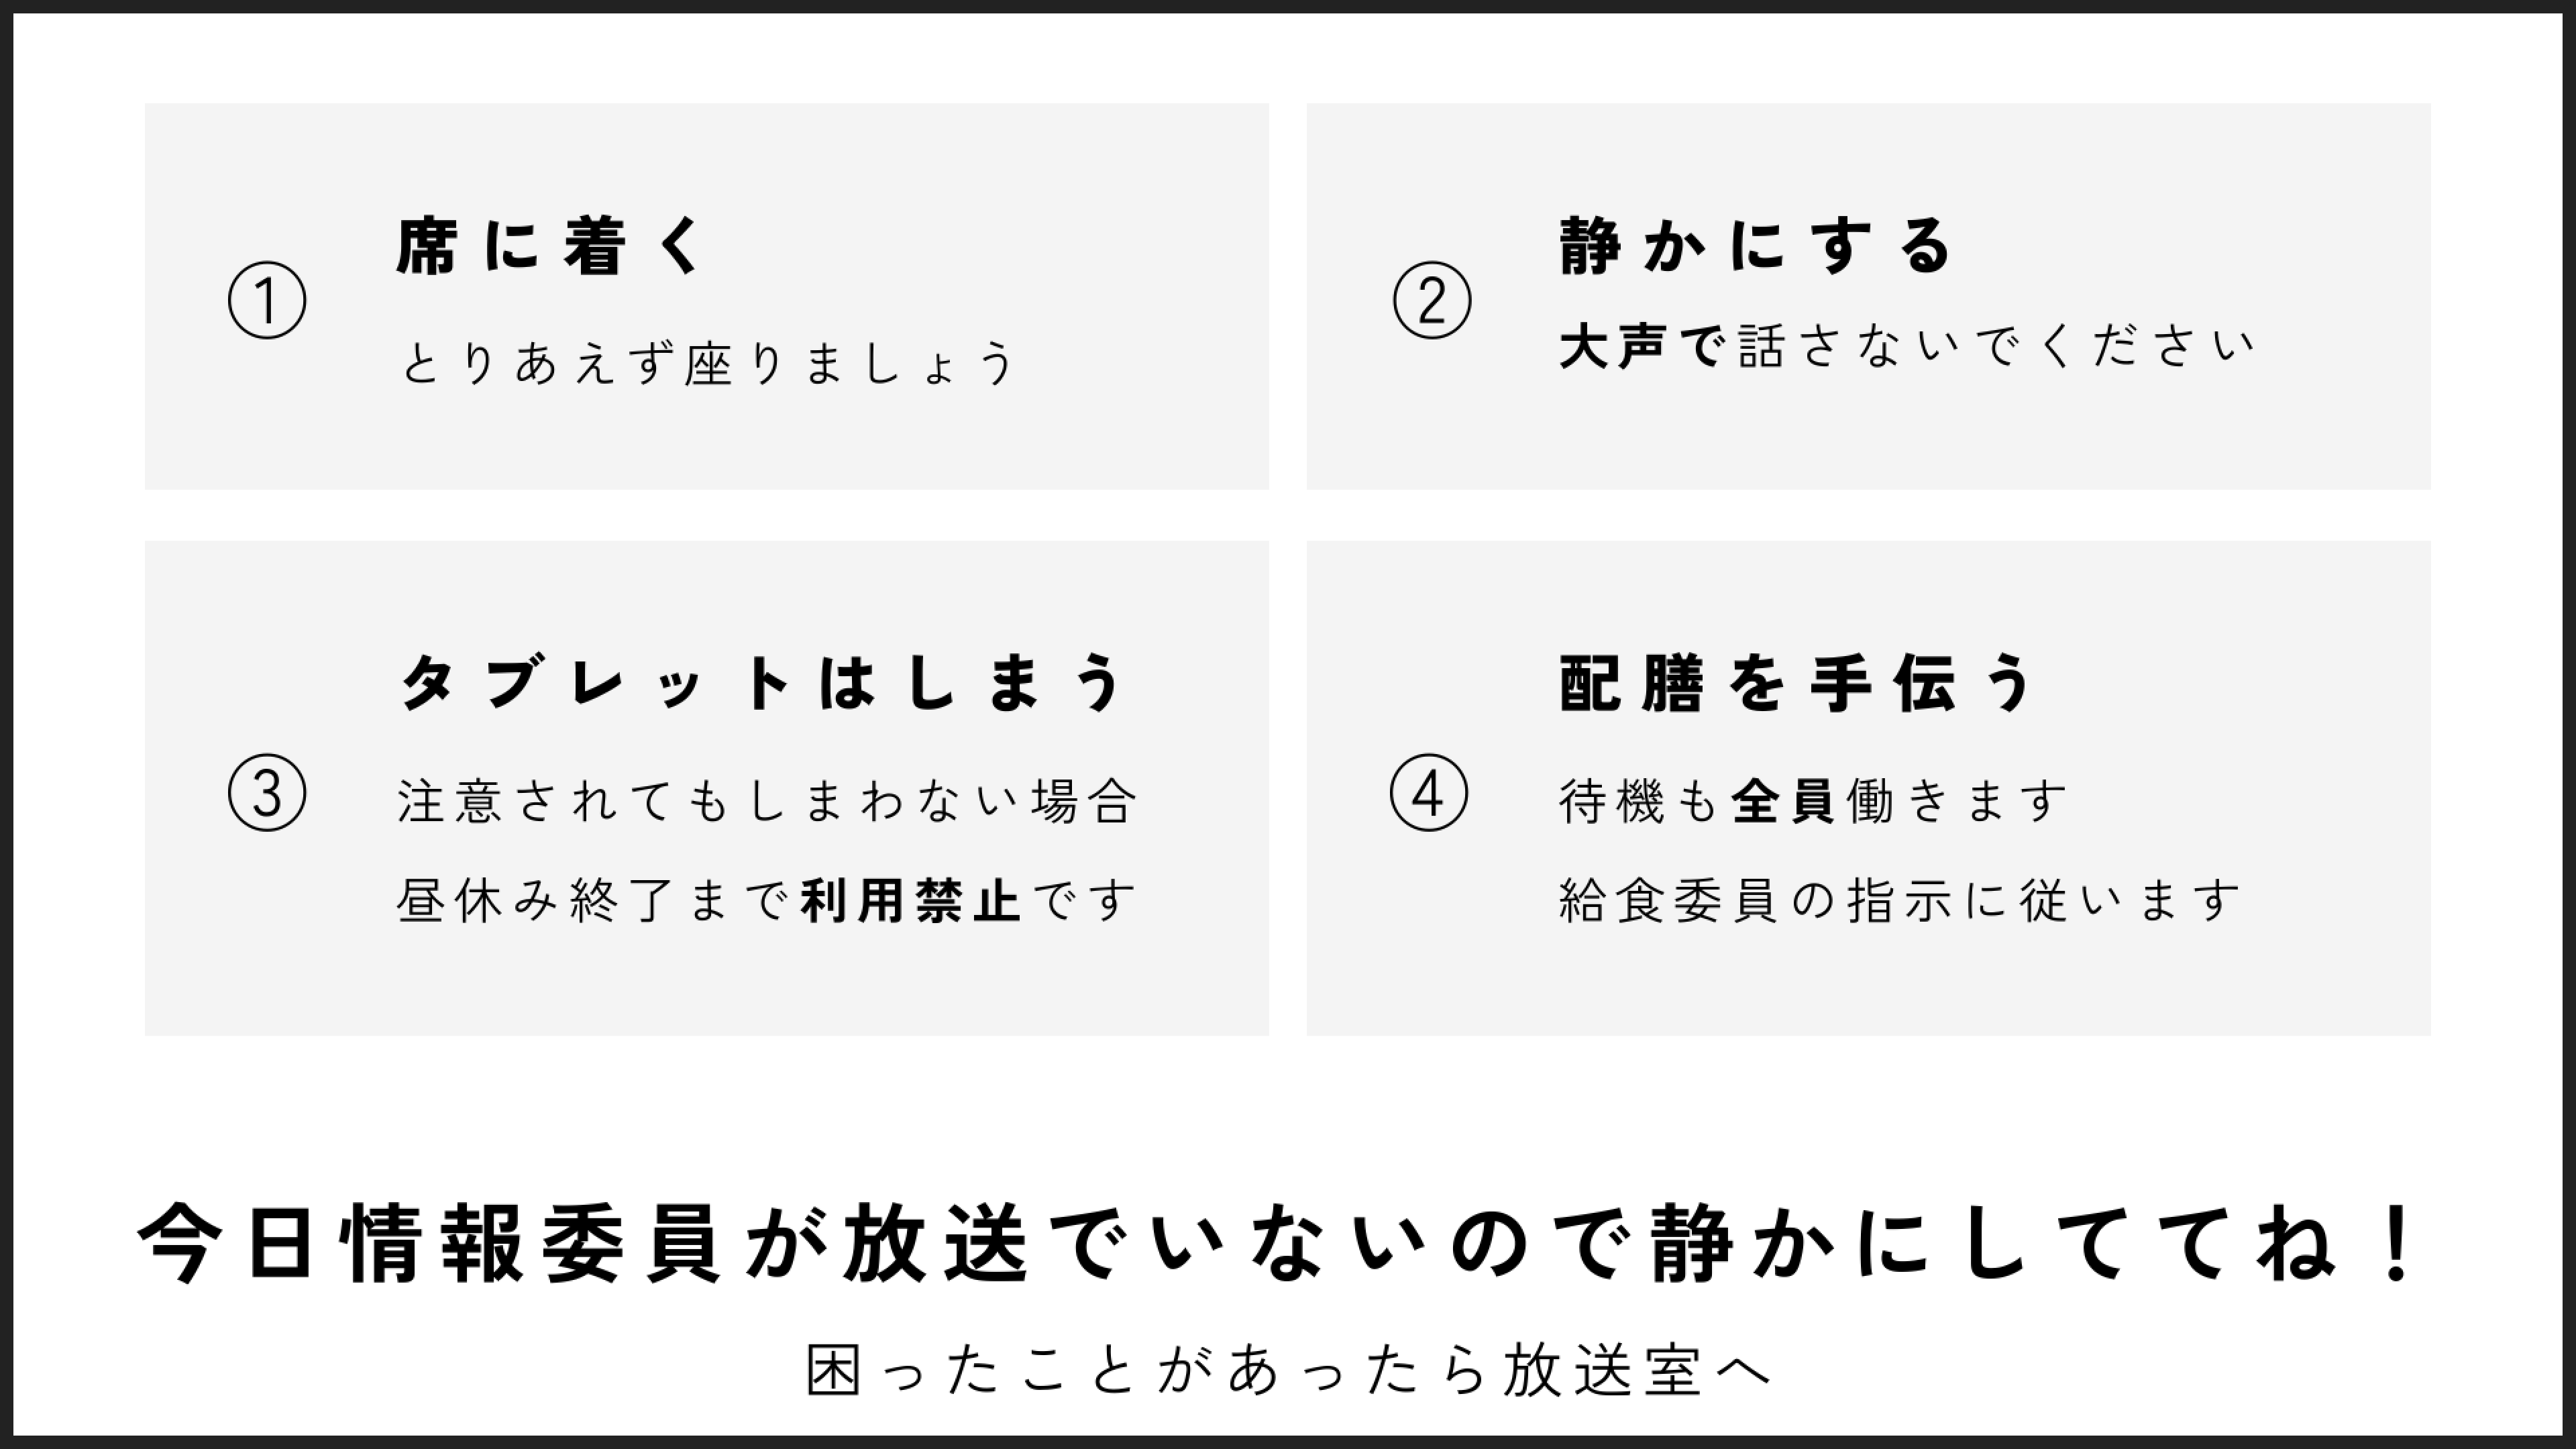 ①
席に着く
とりあえず座りましょう
②
静かにする
大声で話さないでください
③
タブレットはしまう
注意されてもしまわない場合
昼休み終了まで利用禁止です
④
配膳を手伝う
待機も全員働きます
給食委員の指示に従います
今日情報委員が放送でいないので静かにしててね！
困ったことがあったら放送室へ